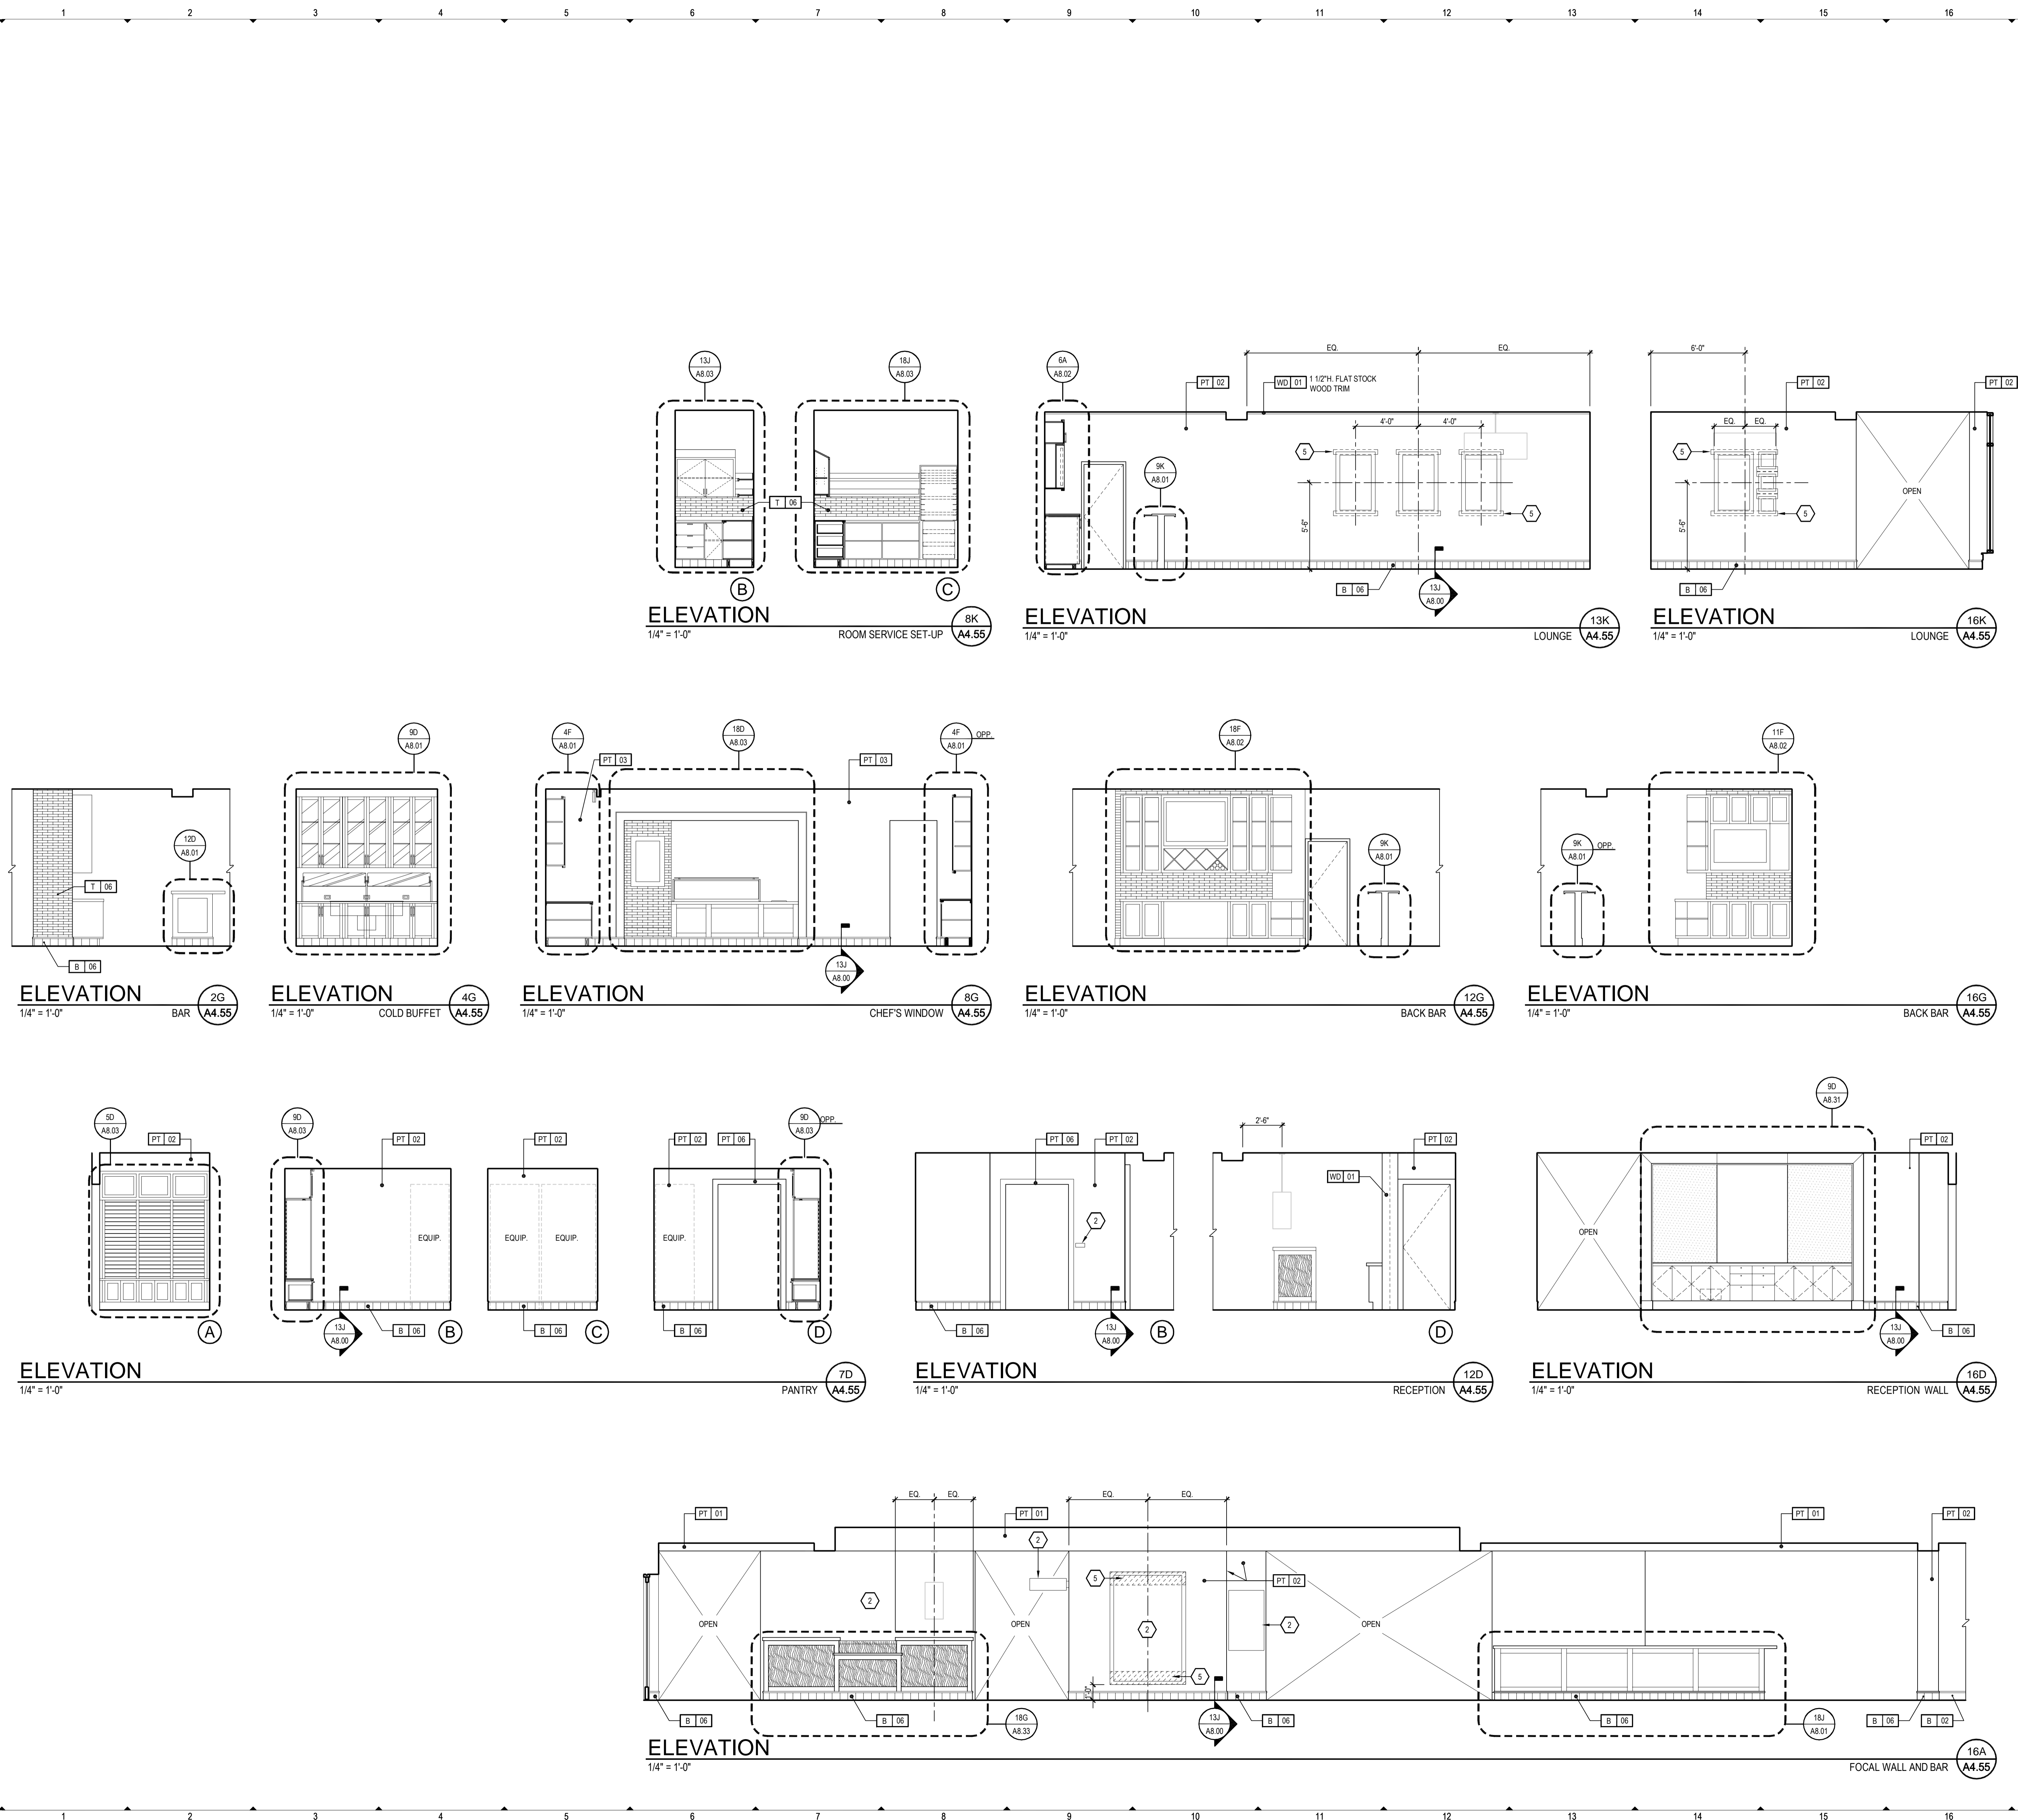 1 2 3 4 5 6 7 8 9 10 11 12 13 14 15 16
13J
A8.03
18J
A8.03
T 06
B
C
ELEVATION
1/4" = 1'-0"
ROOM SERVICE SET-UP
8K
A4.55
6A
A8.02
PT 02
WD 01
1 1/2"H. FLAT STOCK
WOOD TRIM
EQ.
EQ.
4'-0"
4'-0"
5
9K
A8.01
5'-6"
5
B 06
13J
A8.00
ELEVATION
1/4" = 1'-0"
LOUNGE
13K
A4.55
6'-0"
PT 02
PT 02
EQ.
EQ.
5
5
OPEN
5'-6"
B 06
ELEVATION
1/4" = 1'-0"
LOUNGE
16K
A4.55
12D
A8.01
T 06
B 06
ELEVATION
1/4" = 1'-0"
BAR
2G
A4.55
9D
A8.01
ELEVATION
1/4" = 1'-0"
COLD BUFFET
4G
A4.55
4F
A8.01
PT 03
18D
A8.03
PT 03
4F
A8.01
OPP.
13J
A8.00
ELEVATION
1/4" = 1'-0"
CHEF'S WINDOW
8G
A4.55
18F
A8.02
9K
A8.01
ELEVATION
1/4" = 1'-0"
BACK BAR
12G
A4.55
11F
A8.02
9K
A8.01
OPP.
ELEVATION
1/4" = 1'-0"
BACK BAR
16G
A4.55
5D
A8.03
PT 02
A
9D
A8.03
PT 02
EQUIP.
13J
A8.00
B 06
B
PT 02
EQUIP.
EQUIP.
B 06
C
PT 02
PT 06
9D
A8.03
OPP.
EQUIP.
B 06
D
ELEVATION
1/4" = 1'-0"
PANTRY
7D
A4.55
PT 06
PT 02
2
B 06
13J
A8.00
B
2'-6"
PT 02
WD 01
D
ELEVATION
1/4" = 1'-0"
RECEPTION
12D
A4.55
9D
A8.31
PT 02
OPEN
13J
A8.00
B 06
ELEVATION
1/4" = 1'-0"
RECEPTION WALL
16D
A4.55
PT 01
EQ.
EQ.
PT 01
EQ.
EQ.
PT 01
PT 02
2
5
PT 02
2
OPEN
OPEN
2
2
OPEN
5
1'-0"
B 06
B 06
18G
A8.33
13J
A8.00
B 06
B 06
18J
A8.01
B 06
B 02
ELEVATION
1/4" = 1'-0"
FOCAL WALL AND BAR
16A
A4.55
1 2 3 4 5 6 7 8 9 10 11 12 13 14 15 16